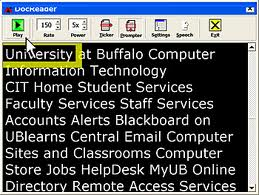 DocReader
150
5x
Play
Rate
Power
Ticker
Prompter
Settings
Speech
Exit
University at Buffalo Computer
Information Technology
CIT Home Student Services
Faculty Services Staff Services
Accounts Alerts Blackboard on
UBlearns Central Email Computer
Sites and Classrooms Computer
Store Jobs HelpDesk MyUB Online
Directory Remote Access Services